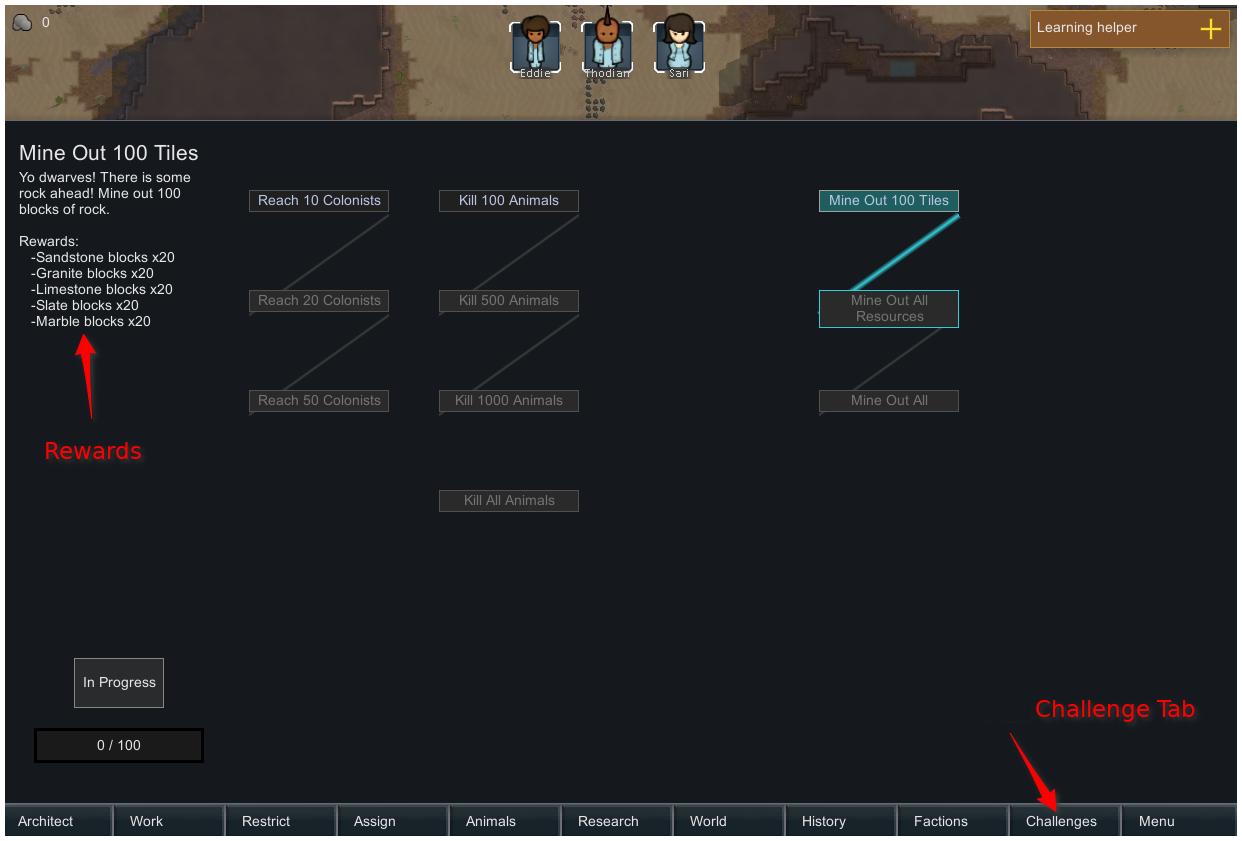 0
Eddie
Thodian
Sari
Learning helper
Mine Out 100 Tiles
Yo dwarves! There is some
rock ahead! Mine out 100
blocks of rock.
Rewards:
-Sandstone blocks x20
-Granite blocks x20
-Limestone blocks x20
-Slate blocks x20
-Marble blocks x20
Rewards
Reach 10 Colonists
Kill 100 Animals
Mine Out 100 Tiles
Reach 20 Colonists
Kill 500 Animals
Mine Out All
Resources
Reach 50 Colonists
Kill 1000 Animals
Mine Out All
Kill All Animals
In Progress
0 / 100
Challenge Tab
Architect
Work
Restrict
Assign
Animals
Research
World
History
Factions
Challenges
Menu